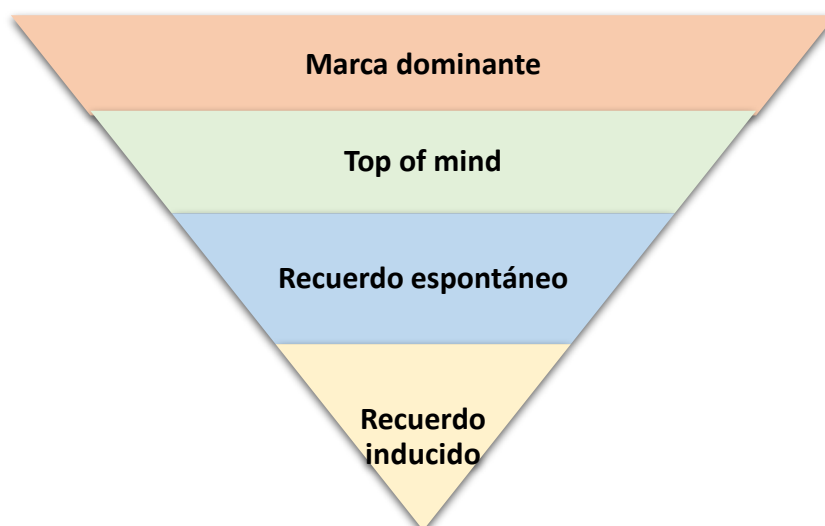 Marca dominante
Top of mind
Recuerdo espontáneo
Recuerdo
inducido